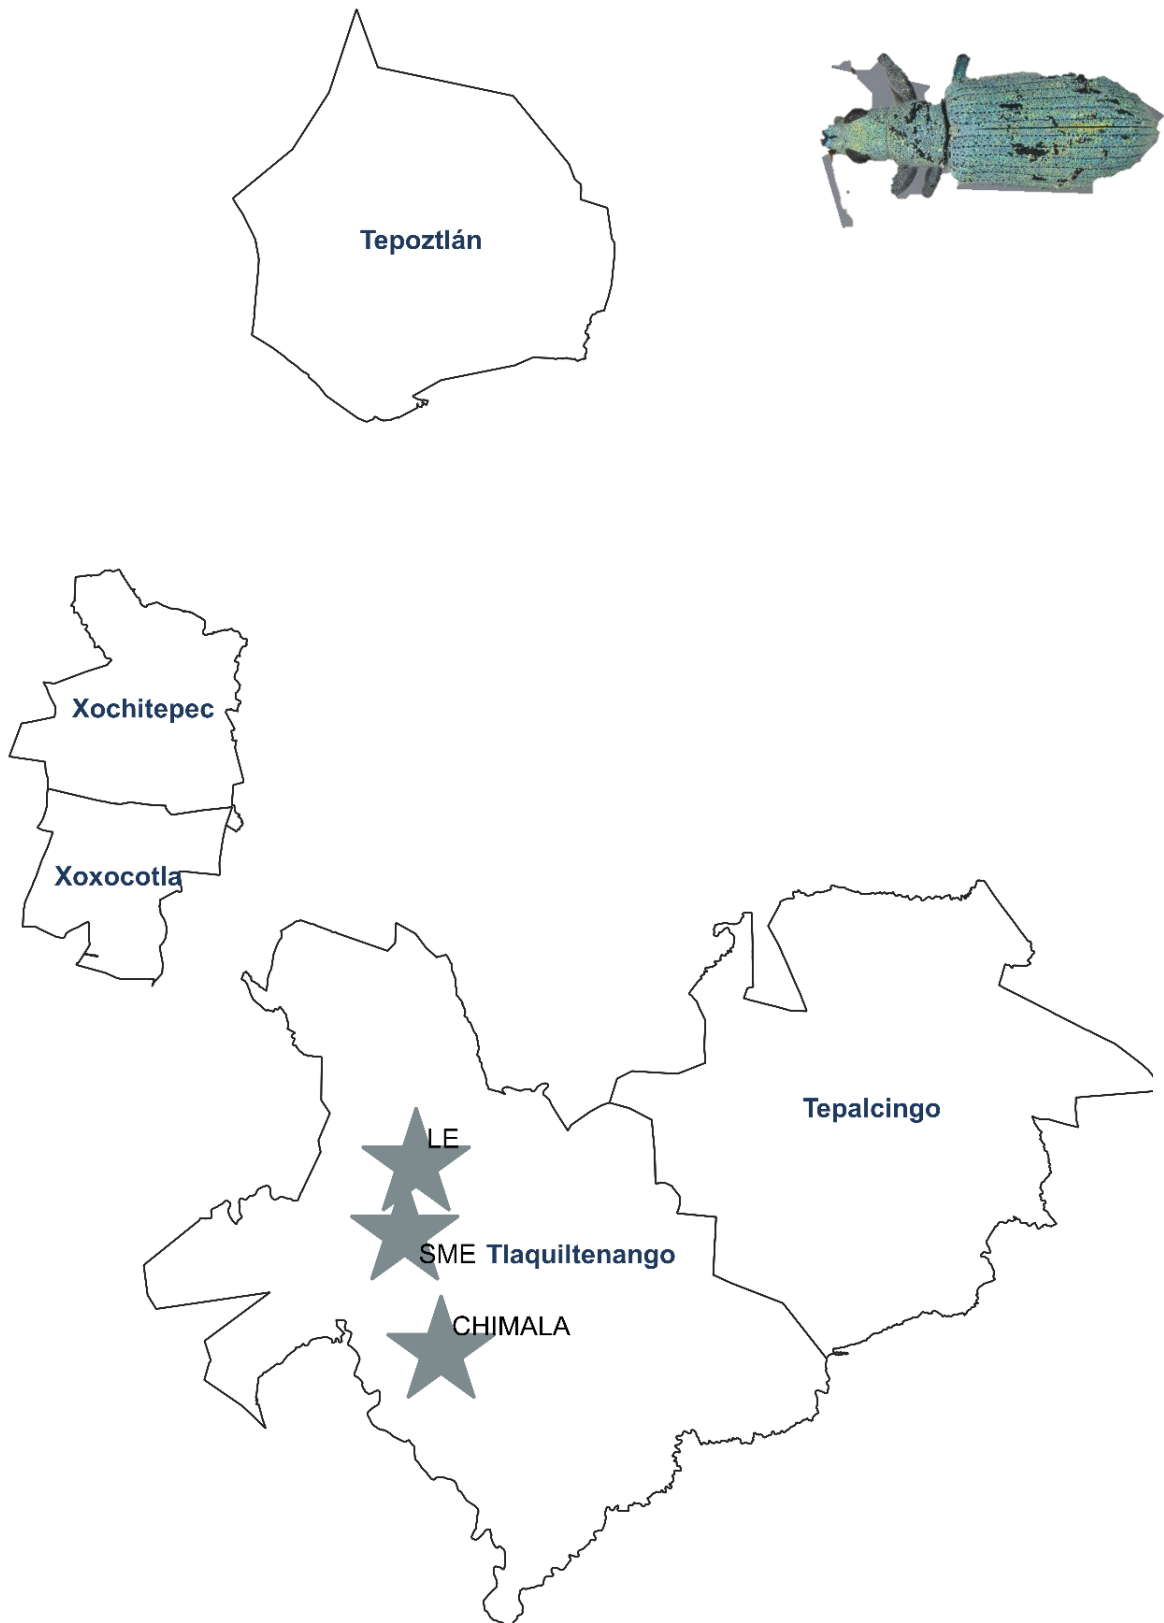 Tepoztlán
Xochitepec
Xoxocotla
Tepalcingo
LE
SME Tlaquiltenango
CHIMALA